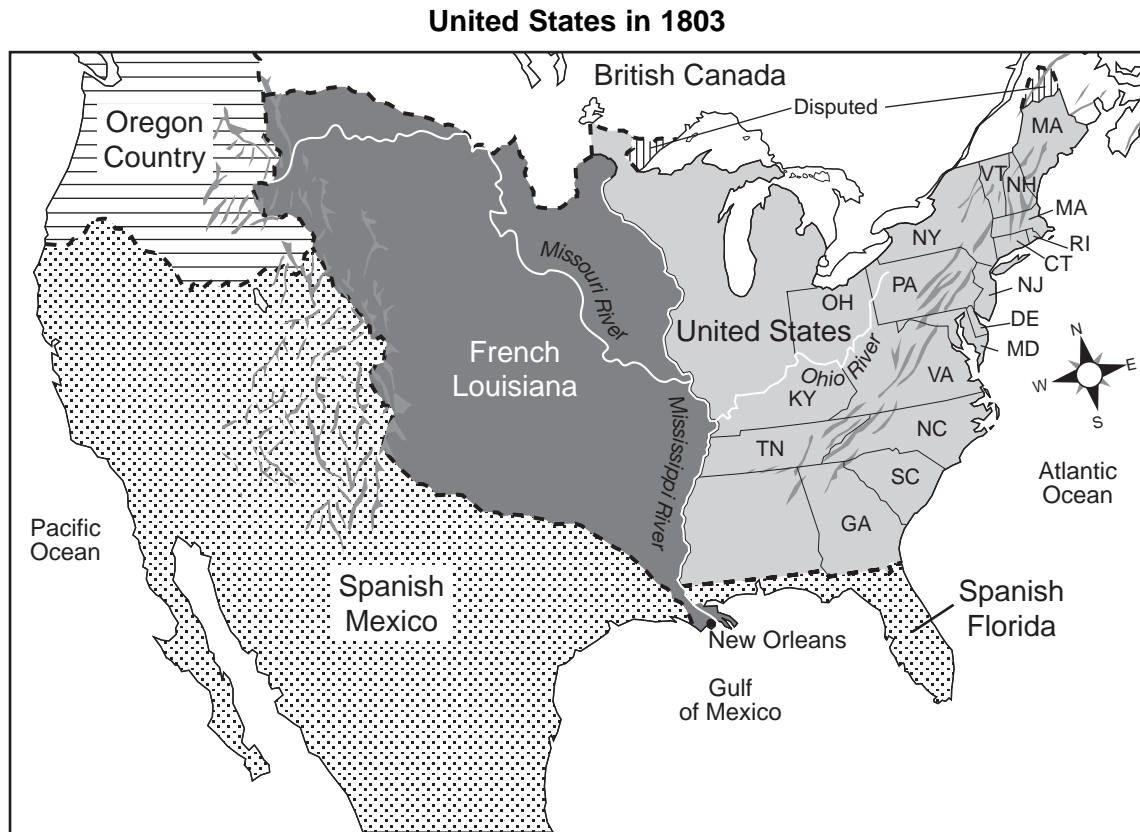 United States in 1803
British Canada
Disputed
Oregon
Country
MA
VT
NH
MA
NY
RI
CT
PA
NJ
OH
DE
MD
United States
Missouri River
French
Louisiana
Ohio River
KY
VA
N
E
W
S
Mississippi River
TN
NC
SC
GA
Atlantic
Ocean
Pacific
Ocean
Spanish
Mexico
Spanish
Florida
New Orleans
Gulf
of Mexico